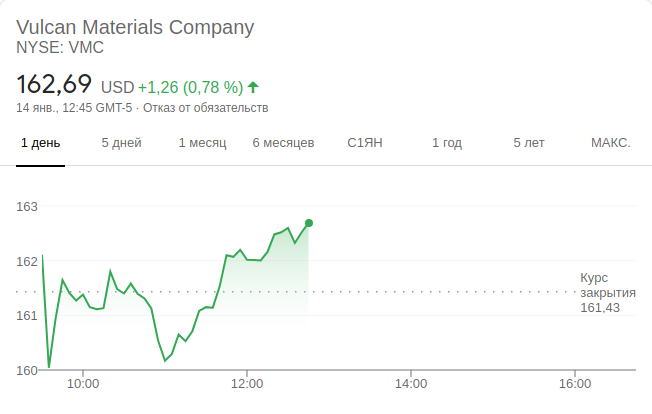 Vulcan Materials Company
NYSE: VMC
162,69 USD +1,26 (0,78 %)
14 янв., 12:45 GMT-5 · Отказ от обязательств
1 день 5 дней 1 месяц 6 месяцев С1ЯН 1 год 5 лет МАКС.
163
162
Курс
закрытия
161,43
161
160
10:00 12:00 14:00 16:00